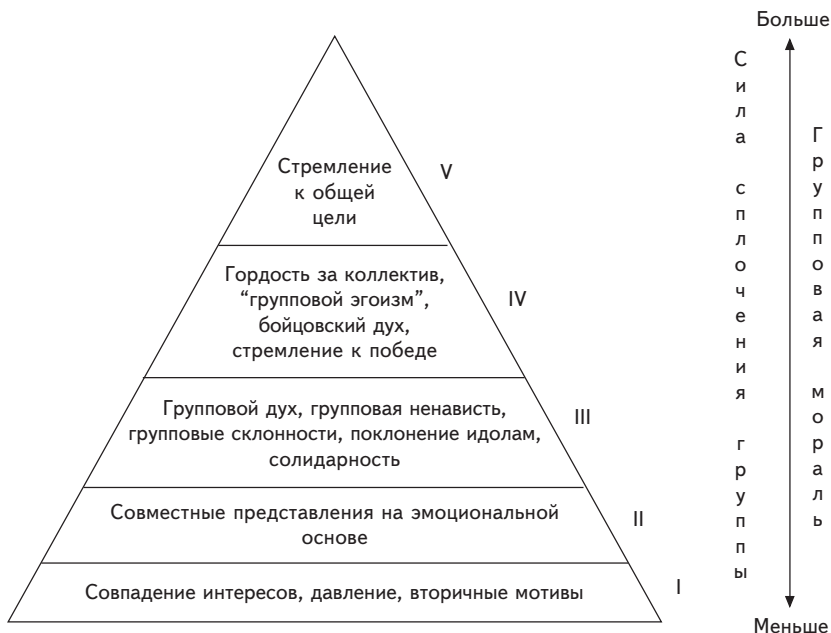 Больше
Стремление
к общей
цели
V
Гордость за коллектив,
“групповой эгоизм”,
бойцовский дух,
стремление к победе
IV
Групповой дух, групповая ненависть,
групповые склонности, поклонение идолам,
солидарность
III
Совместные представления на эмоциональной
основе
II
Совпадение интересов, давление, вторичные мотивы
I
Сила сплочения группы
Групповая мораль
Меньше